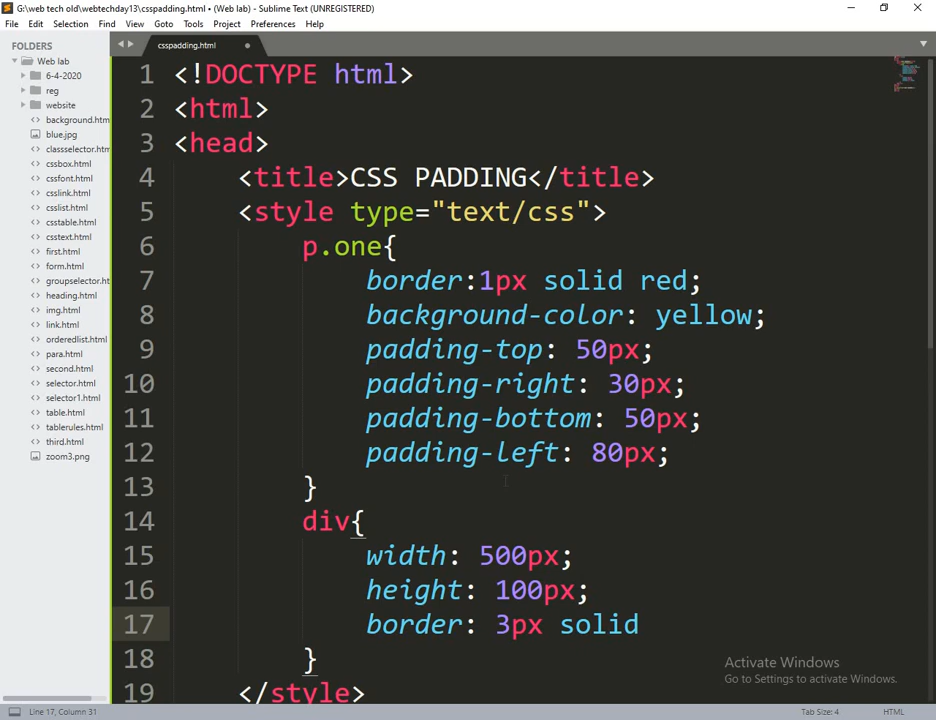 G:\web tech old\webtechday13\csspadding.html • (Web lab) - Sublime Text (UNREGISTERED)
File Edit Selection Find View Goto Tools Project Preferences Help
FOLDERS
Web lab
6-4-2020
reg
website
background.htm
blue.jpg
classselector.htm
cssbox.html
cssfont.html
csslink.html
csslist.html
csstable.html
csstext.html
first.html
form.html
groupselector.ht
heading.html
img.html
link.html
orderedlist.html
para.html
second.html
selector.html
selector1.html
table.html
tablerules.html
third.html
zoom3.png
csspadding.html
1 <!DOCTYPE html>
2 <html>
3 <head>
4 <title>CSS PADDING</title>
5 <style type="text/css">
6 p.one{
7 border:1px solid red;
8 background-color: yellow;
9 padding-top: 50px;
10 padding-right: 30px;
11 padding-bottom: 50px;
12 padding-left: 80px;
13 }
14 div{
15 width: 500px;
16 height: 100px;
17 border: 3px solid
18 }
19 </style>
Activate Windows
Go to Settings to activate Windows.
Line 17, Column 31
Tab Size: 4
HTML